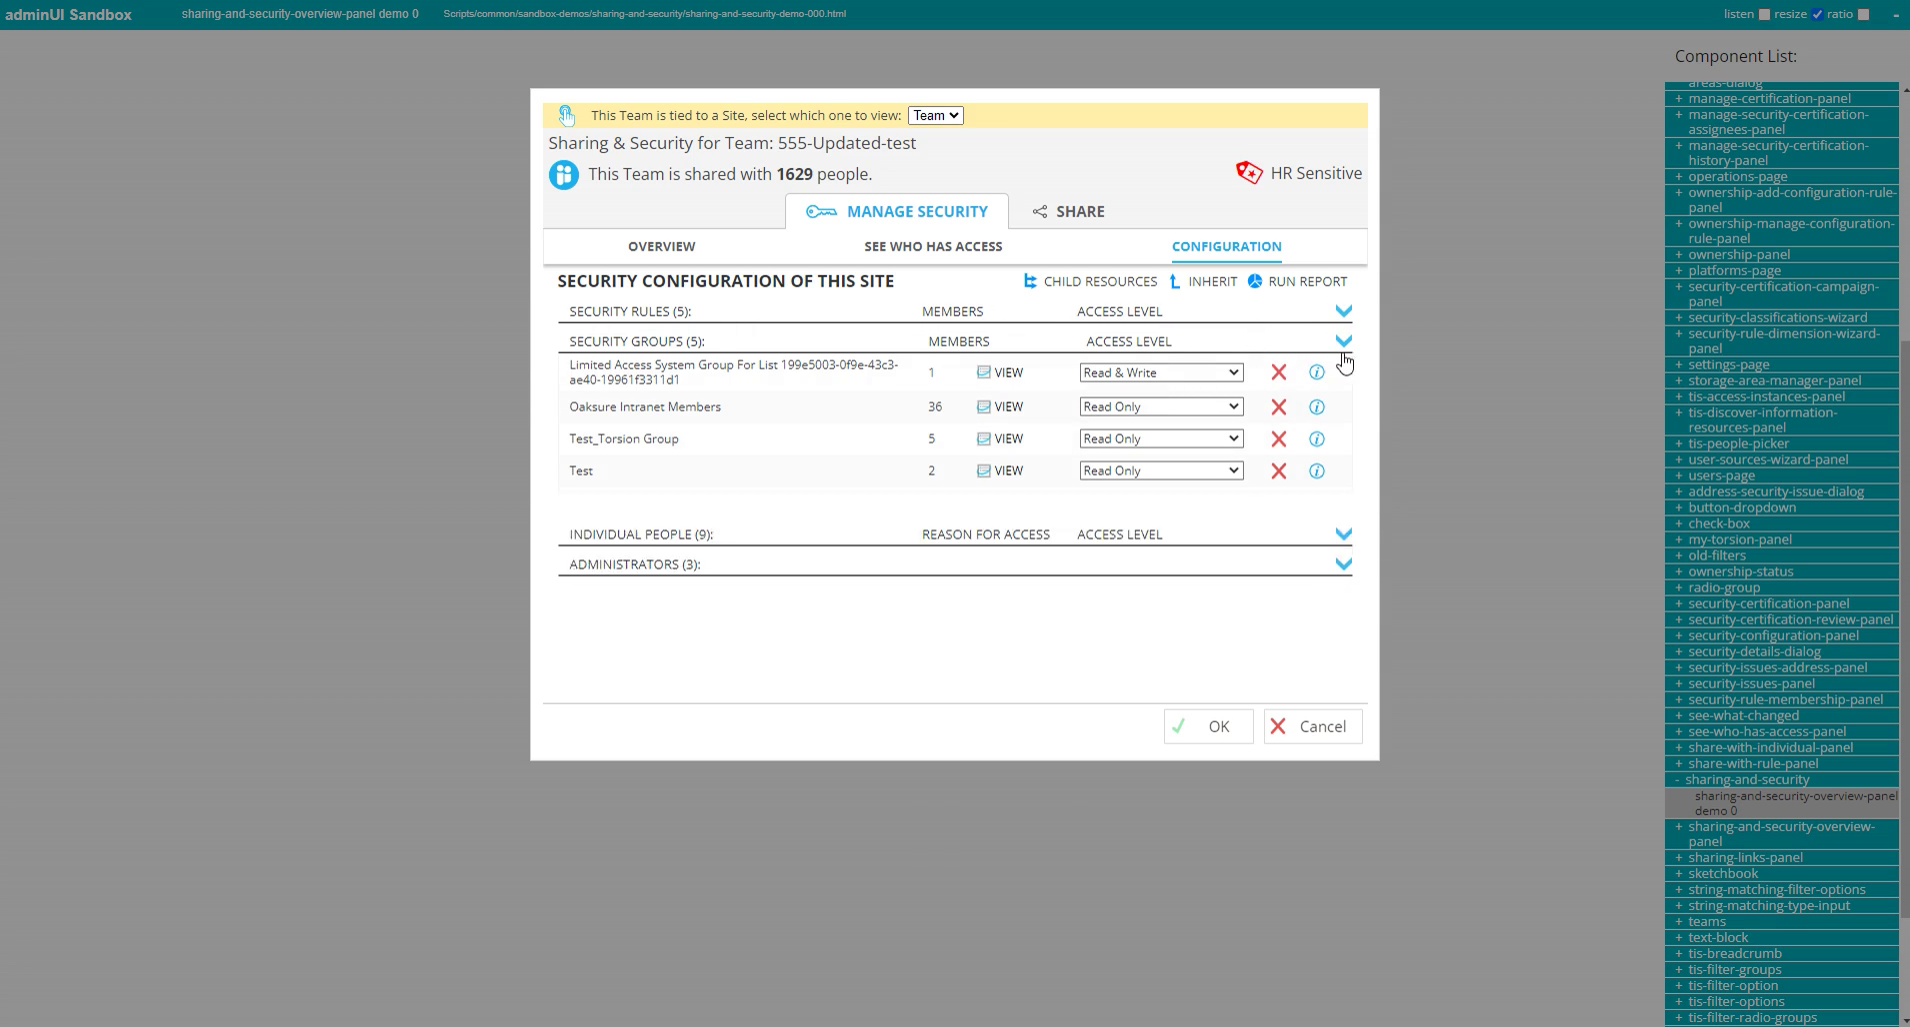 adminUI Sandbox
sharing-and-security-overview-panel demo 0
Scripts/common/sandbox-demos/sharing-and-security/sharing-and-security-demo-000.html
listen resize ratio -
Component List:
areas-dialog
+ manage-certification-panel
+ manage-security-certification-
assignees-panel
+ manage-security-certification-
history-panel
+ operations-page
+ ownership-add-configuration-rule-
panel
+ ownership-manage-configuration-
rule-panel
+ ownership-panel
+ platforms-page
+ security-certification-campaign-
panel
+ security-classifications-wizard
+ security-rule-dimension-wizard-
panel
+ settings-page
+ storage-area-manager-panel
+ tis-access-instances-panel
+ tis-discover-information-
resources-panel
+ tis-people-picker
+ user-sources-wizard-panel
+ users-page
+ address-security-issue-dialog
+ button-dropdown
+ check-box
+ my-torsion-panel
+ old-filters
+ ownership-status
+ radio-group
+ security-certification-panel
+ security-certification-review-panel
+ security-configuration-panel
+ security-details-dialog
+ security-issues-address-panel
+ security-issues-panel
+ security-rule-membership-panel
+ see-what-changed
+ see-who-has-access-panel
+ share-with-individual-panel
+ share-with-rule-panel
- sharing-and-security
sharing-and-security-overview-panel
demo 0
+ sharing-and-security-overview-
panel
+ sharing-links-panel
+ sketchbook
+ string-matching-filter-options
+ string-matching-type-input
+ teams
+ text-block
+ tis-breadcrumb
+ tis-filter-groups
+ tis-filter-option
+ tis-filter-options
+ tis-filter-radio-groups
This Team is tied to a Site, select which one to view: Team
Sharing & Security for Team: 555-Updated-test
This Team is shared with 1629 people.
HR Sensitive
MANAGE SECURITY SHARE
OVERVIEW SEE WHO HAS ACCESS CONFIGURATION
SECURITY CONFIGURATION OF THIS SITE CHILD RESOURCES INHERIT RUN REPORT
SECURITY RULES (5): MEMBERS ACCESS LEVEL
SECURITY GROUPS (5): MEMBERS ACCESS LEVEL
Limited Access System Group For List 199e5003-0f9e-43c3-
ae40-19961f3311d1 1 VIEW Read & Write
Oaksure Intranet Members 36 VIEW Read Only
Test_Torsion Group 5 VIEW Read Only
Test 2 VIEW Read Only
INDIVIDUAL PEOPLE (9): REASON FOR ACCESS ACCESS LEVEL
ADMINISTRATORS (3):
OK Cancel